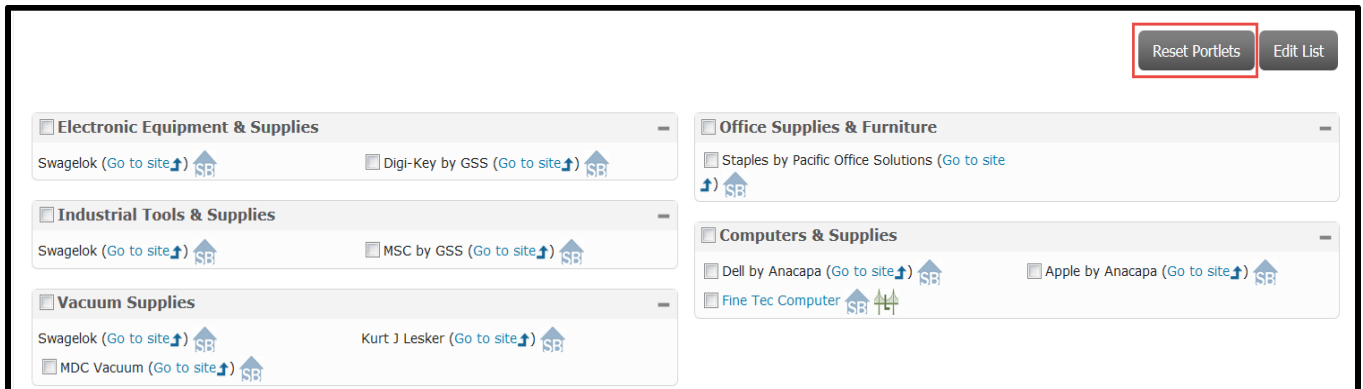 Reset Portlets Edit List
Electronic Equipment & Supplies
Swagelok (Go to site) SB Digi-Key by GSS (Go to site) SB
Industrial Tools & Supplies
Swagelok (Go to site) SB MSC by GSS (Go to site) SB
Vacuum Supplies
Swagelok (Go to site) SB Kurt J Lesker (Go to site) SB
MDC Vacuum (Go to site) SB
Office Supplies & Furniture
Staples by Pacific Office Solutions (Go to site
) SB
Computers & Supplies
Dell by Anacapa (Go to site) SB Apple by Anacapa (Go to site) SB
Fine Tec Computer SB L